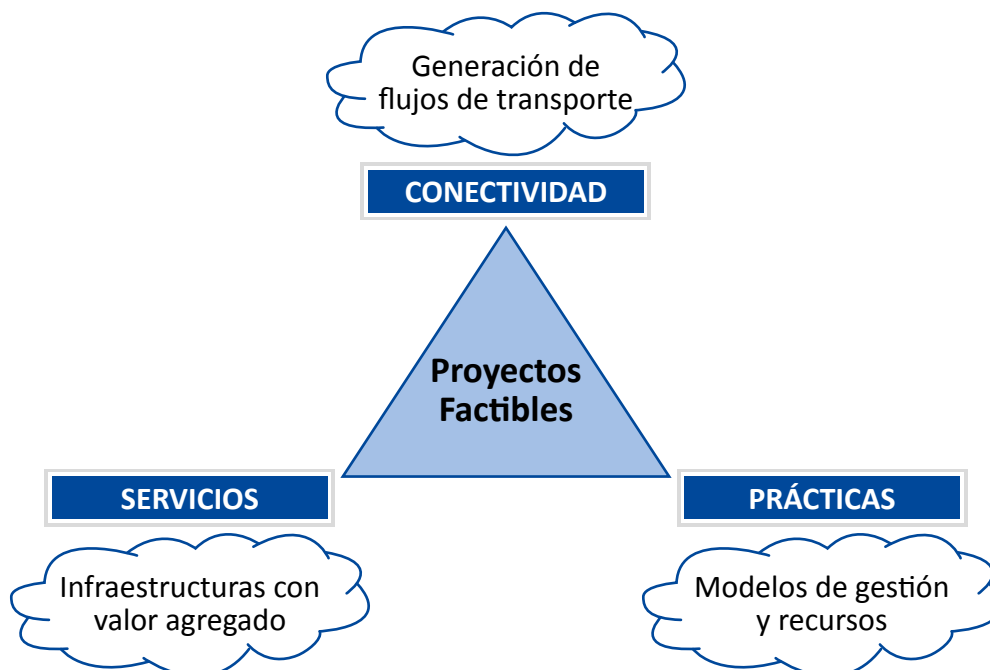 Generación de
flujos de transporte
CONECTIVIDAD
Proyectos
Factibles
SERVICIOS
Infraestructuras con
valor agregado
PRÁCTICAS
Modelos de gestión
y recursos